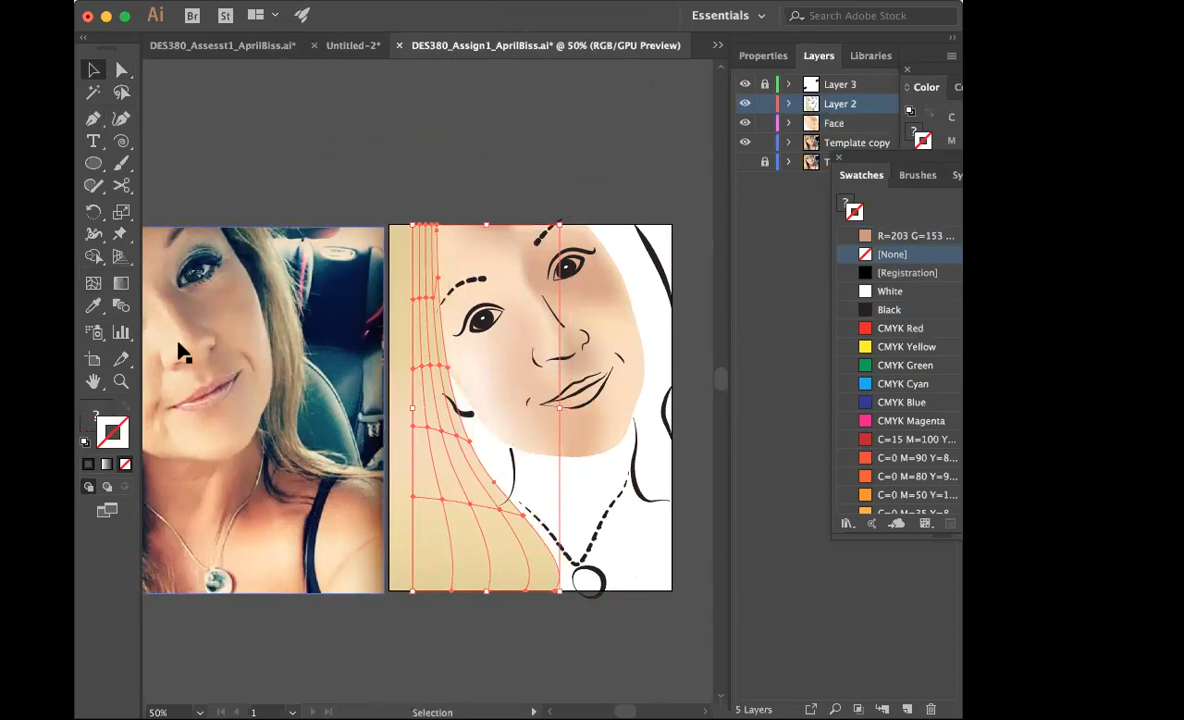 Ai Br St Essentials Search Adobe Stock
DES380_Assesst1_AprilBiss.ai* Untitled-2* DES380_Assign1_AprilBiss.ai* @ 50% (RGB/GPU Preview)
Properties Layers Libraries
Layer 3
Color
Layer 2
C
Face
M
Template copy
T
Swatches Brushes Sy
R=203 G=153 ...
[None]
[Registration]
White
Black
CMYK Red
CMYK Yellow
CMYK Green
CMYK Cyan
CMYK Blue
CMYK Magenta
C=15 M=100 Y...
C=0 M=90 Y=8...
C=0 M=80 Y=9...
C=0 M=50 Y=1...
C=0 M=35 Y=8...
50% 1 Selection 5 Layers